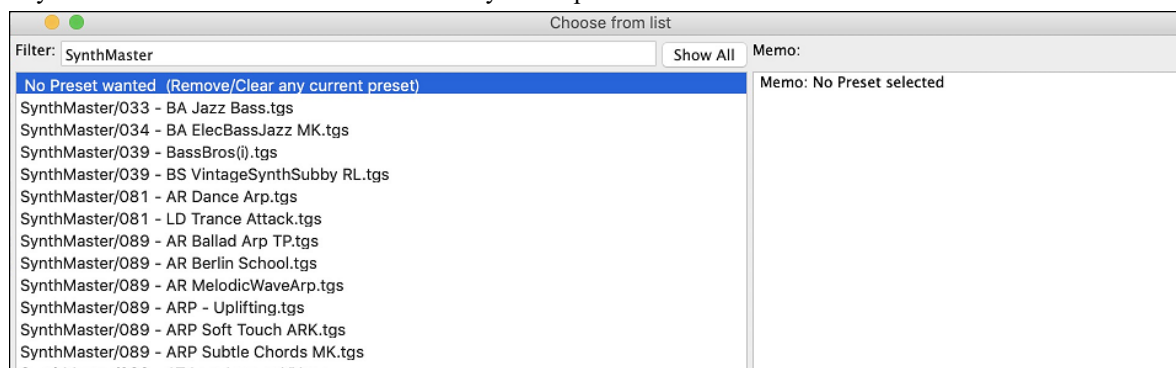 Choose from list
Filter: SynthMaster Show All Memo:
No Preset wanted (Remove/Clear any current preset)
Memo: No Preset selected
SynthMaster/033 - BA Jazz Bass.tgs
SynthMaster/034 - BA ElecBassJazz MK.tgs
SynthMaster/039 - BassBros(i).tgs
SynthMaster/039 - BS VintageSynthSubby RL.tgs
SynthMaster/081 - AR Dance Arp.tgs
SynthMaster/081 - LD Trance Attack.tgs
SynthMaster/089 - AR Ballad Arp TP.tgs
SynthMaster/089 - AR Berlin School.tgs
SynthMaster/089 - AR MelodicWaveArp.tgs
SynthMaster/089 - ARP - Uplifting.tgs
SynthMaster/089 - ARP Soft Touch ARK.tgs
SynthMaster/089 - ARP Subtle Chords MK.tgs